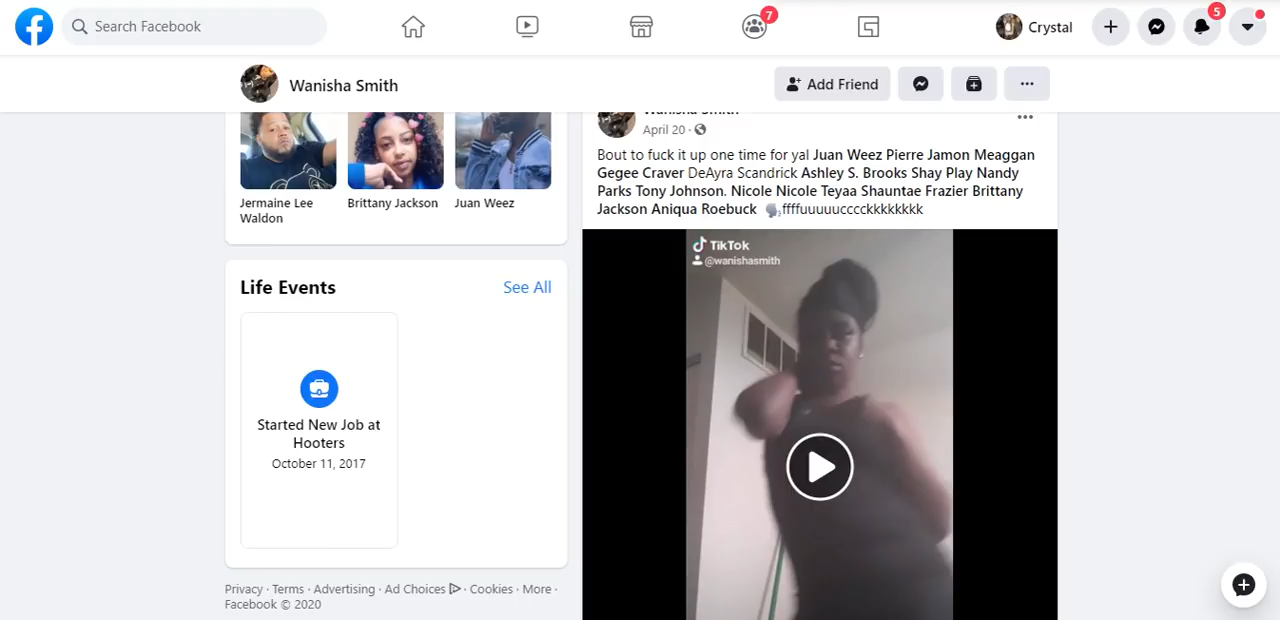 Search Facebook
7
Crystal
5
Wanisha Smith
Add Friend
Jermaine Lee
Waldon
Brittany Jackson
Juan Weez
Life Events
See All
Started New Job at
Hooters
October 11, 2017
Privacy · Terms · Advertising · Ad Choices · Cookies · More ·
Facebook © 2020
Wanisha Smith
April 20 ·
Bout to fuck it up one time for yal Juan Weez Pierre Jamon Meaggan
Gegee Craver DeAyra Scandrick Ashley S. Brooks Shay Play Nandy
Parks Tony Johnson. Nicole Nicole Teyaa Shauntae Frazier Brittany
Jackson Aniqua Roebuck 🗣ffffuuuuucccckkkkkkkk
TikTok
@wanishasmith